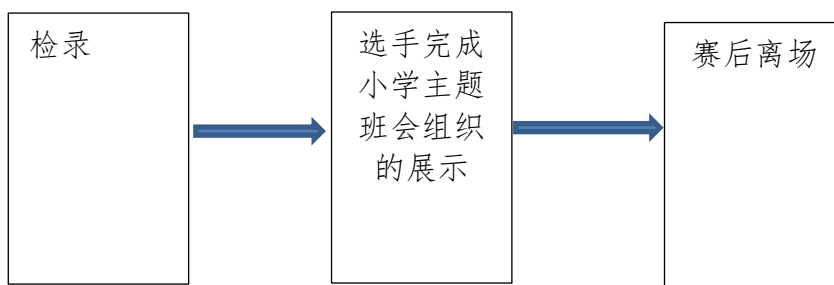 检录
选手完成
小学主题
班会组织
的展示
赛后离场